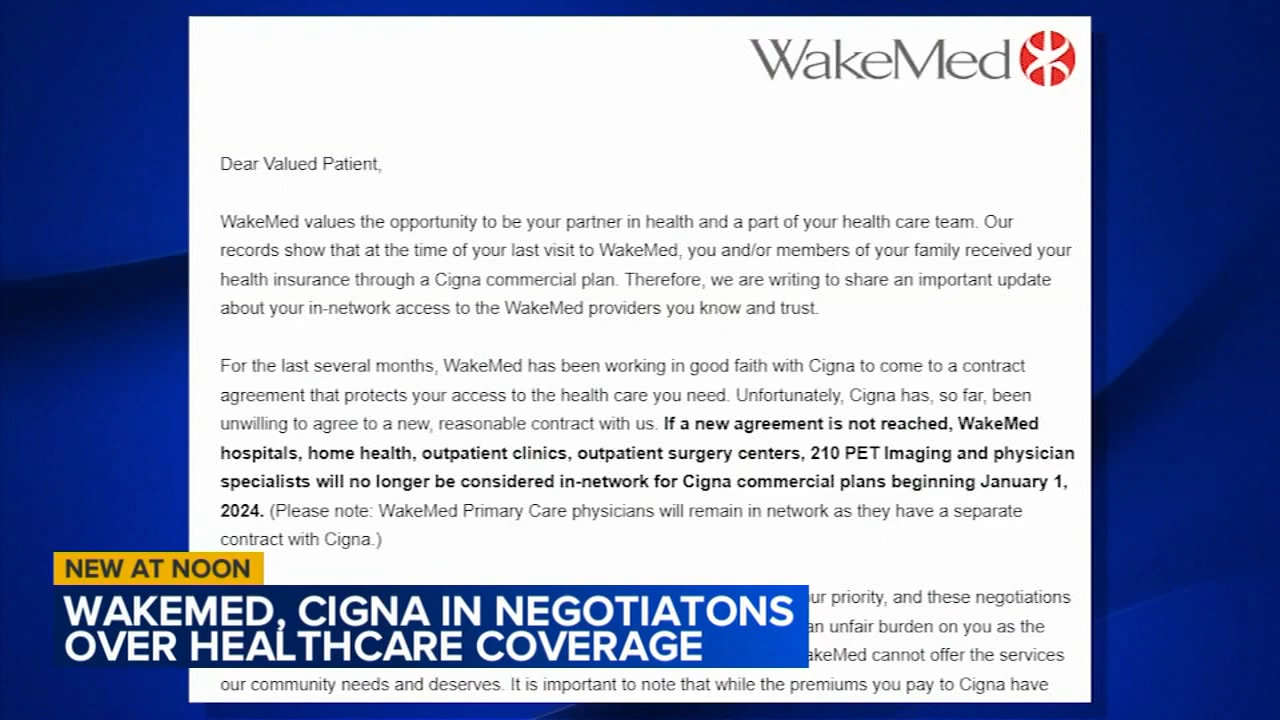 WakeMed
Dear Valued Patient,
WakeMed values the opportunity to be your partner in health and a part of your health care team. Our
records show that at the time of your last visit to WakeMed, you and/or members of your family received your
health insurance through a Cigna commercial plan. Therefore, we are writing to share an important update
about your in-network access to the WakeMed providers you know and trust.
For the last several months, WakeMed has been working in good faith with Cigna to come to a contract
agreement that protects your access to the health care you need. Unfortunately, Cigna has, so far, been
unwilling to agree to a new, reasonable contract with us. If a new agreement is not reached, WakeMed
hospitals, home health, outpatient clinics, outpatient surgery centers, 210 PET Imaging and physician
specialists will no longer be considered in-network for Cigna commercial plans beginning January 1,
2024. (Please note: WakeMed Primary Care physicians will remain in network as they have a separate
contract with Cigna.)
priority, and these negotiations
an unfair burden on you as the
cannot offer the services
our community needs and deserves. It is important to note that while the premiums you pay to Cigna have
NEW AT NOON
WAKEMED, CIGNA IN NEGOTIATONS
OVER HEALTHCARE COVERAGE